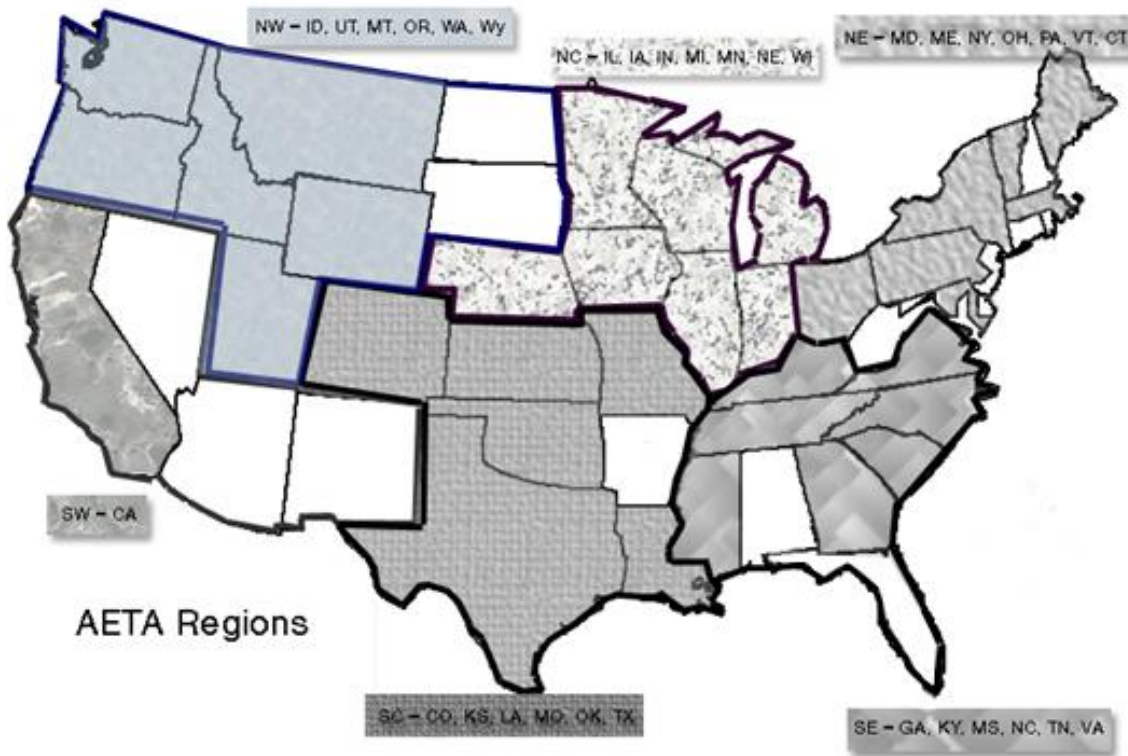 NW – ID, UT, MT, OR, WA, Wy
NC – IL, IA, IN, MI, MN, NE, WI
NE – MD, ME, NY, OH, PA, VT, CT
SW – CA
AETA Regions
SC – CO, KS, LA, MO, OK, TX
SE – GA, KY, MS, NC, TN, VA